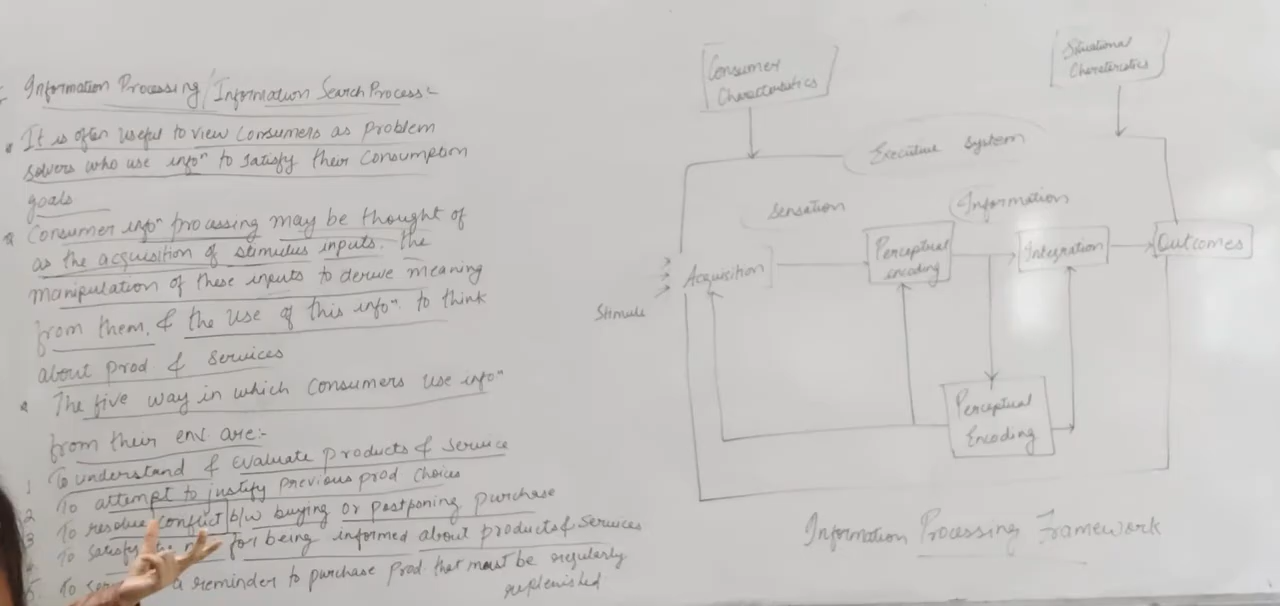 Information Processing/Information Search Process
It is often useful to view Consumers as problem
solvers who use infoⁿ to satisfy their Consumption
goals
Consumer infoⁿ processing may be thought of
as the acquisition of stimulus inputs, the
manipulation of these inputs to derive meaning
from them, & the use of this infoⁿ. to think
about prod. & services
The five way in which Consumers use infoⁿ
from their env. are:-
1 To understand & evaluate products & service
2 To attempt to justify previous prod choices
3 To resolve conflict b/w buying or postponing purchase
4 To satisfy the for being informed about products & services
5. To a reminder to purchase prod. that must be regularly
replenished
Consumer
Characteristics
Situational
Executive System
Sensation
Information
Stimuli
Acquisition
Perceptual
encoding
Integration
Outcomes
Perceptual
Encoding
Information Processing Framework